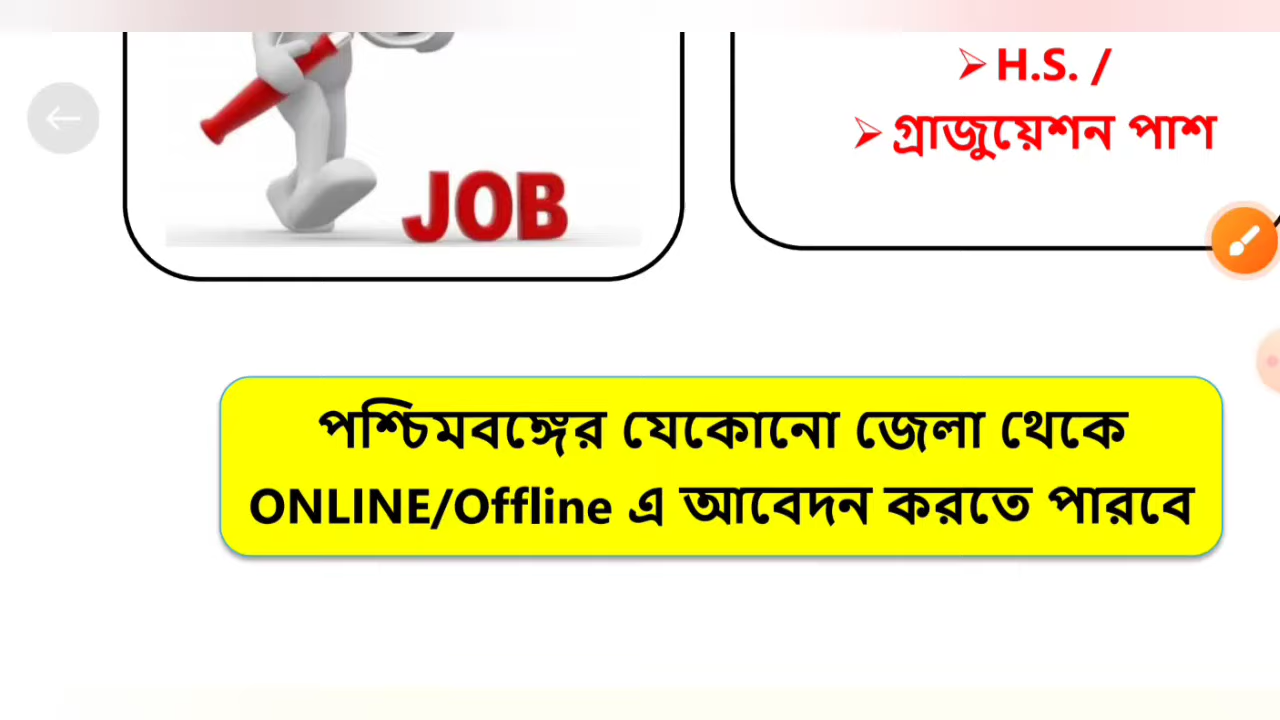 JOB
➢ H.S. /
➢ গ্রাজুয়েশন পাশ
পশ্চিমবঙ্গের যেকোনো জেলা থেকে
ONLINE/Offline এ আবেদন করতে পারবে